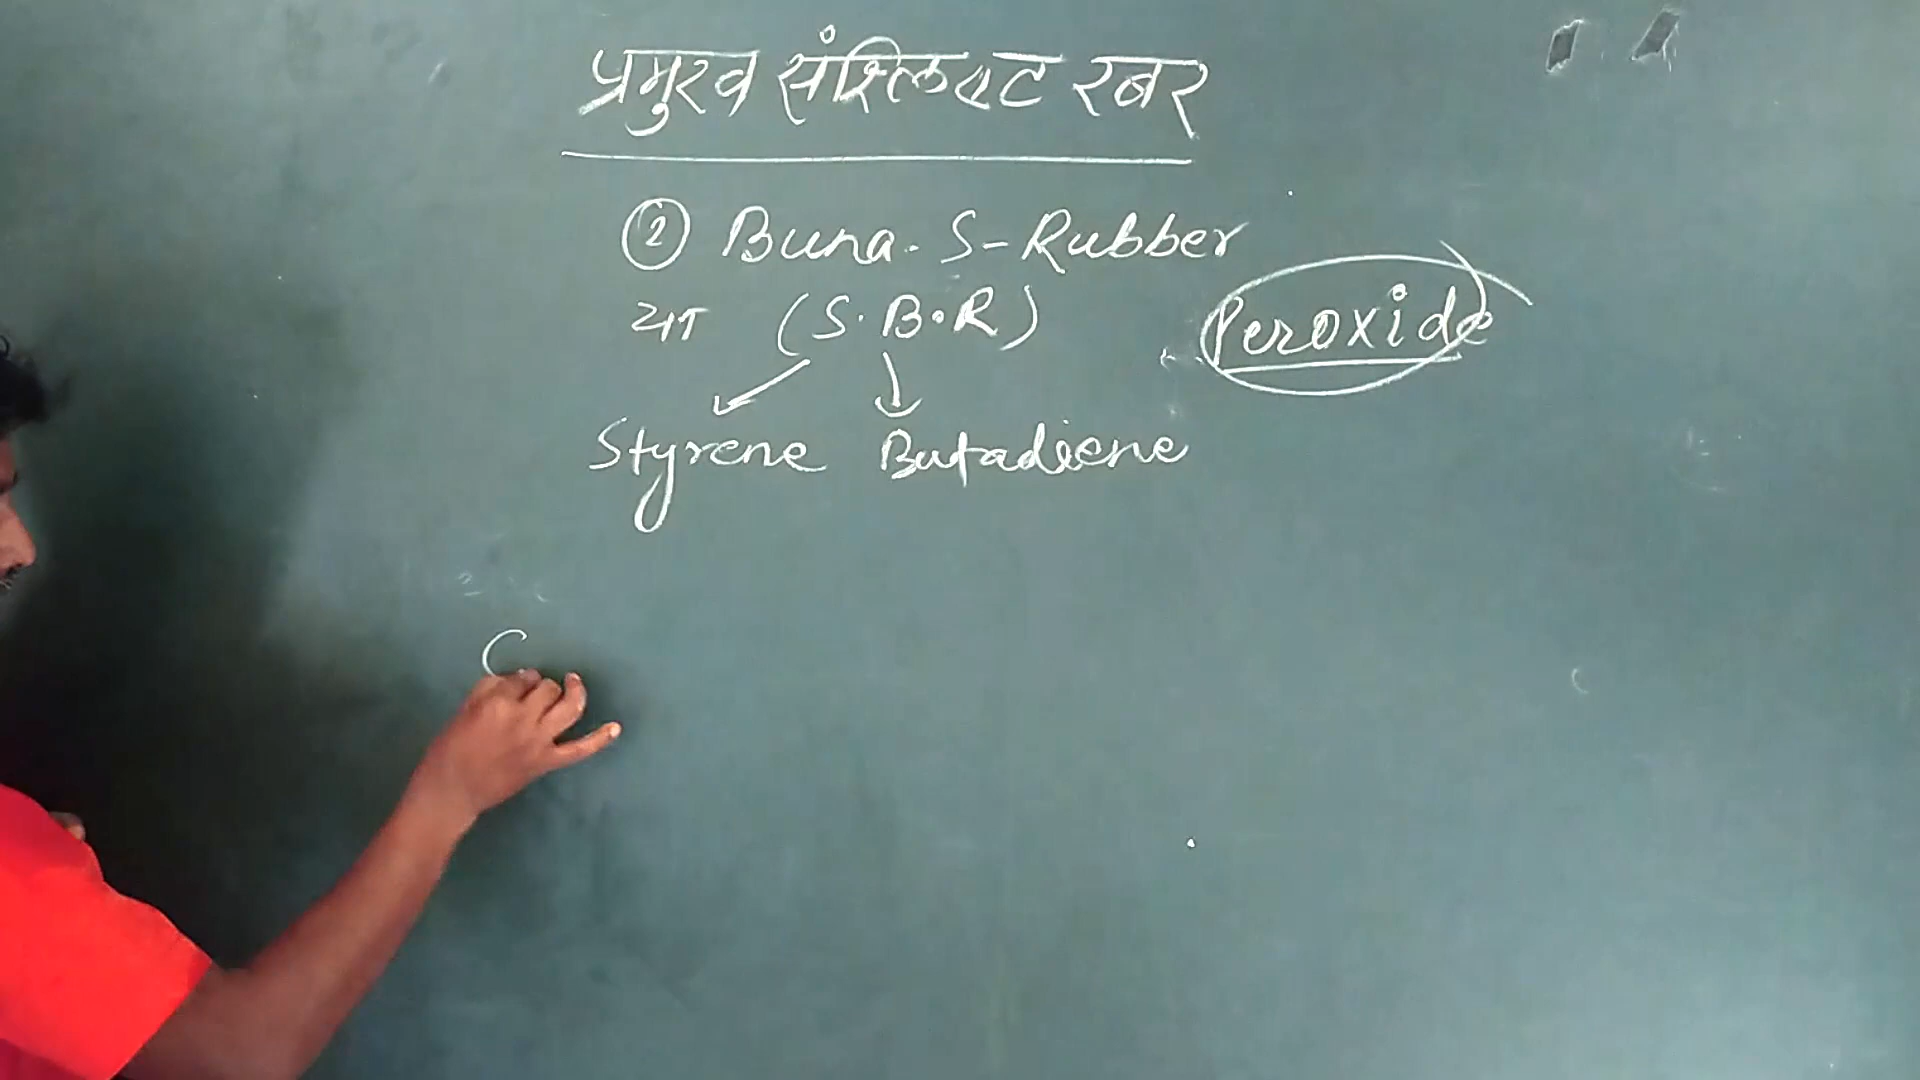 प्रमुख संश्लिष्ट रबर
② Buna-S-Rubber
या (S.B.R)
Peroxide
Styrene Butadiene
C